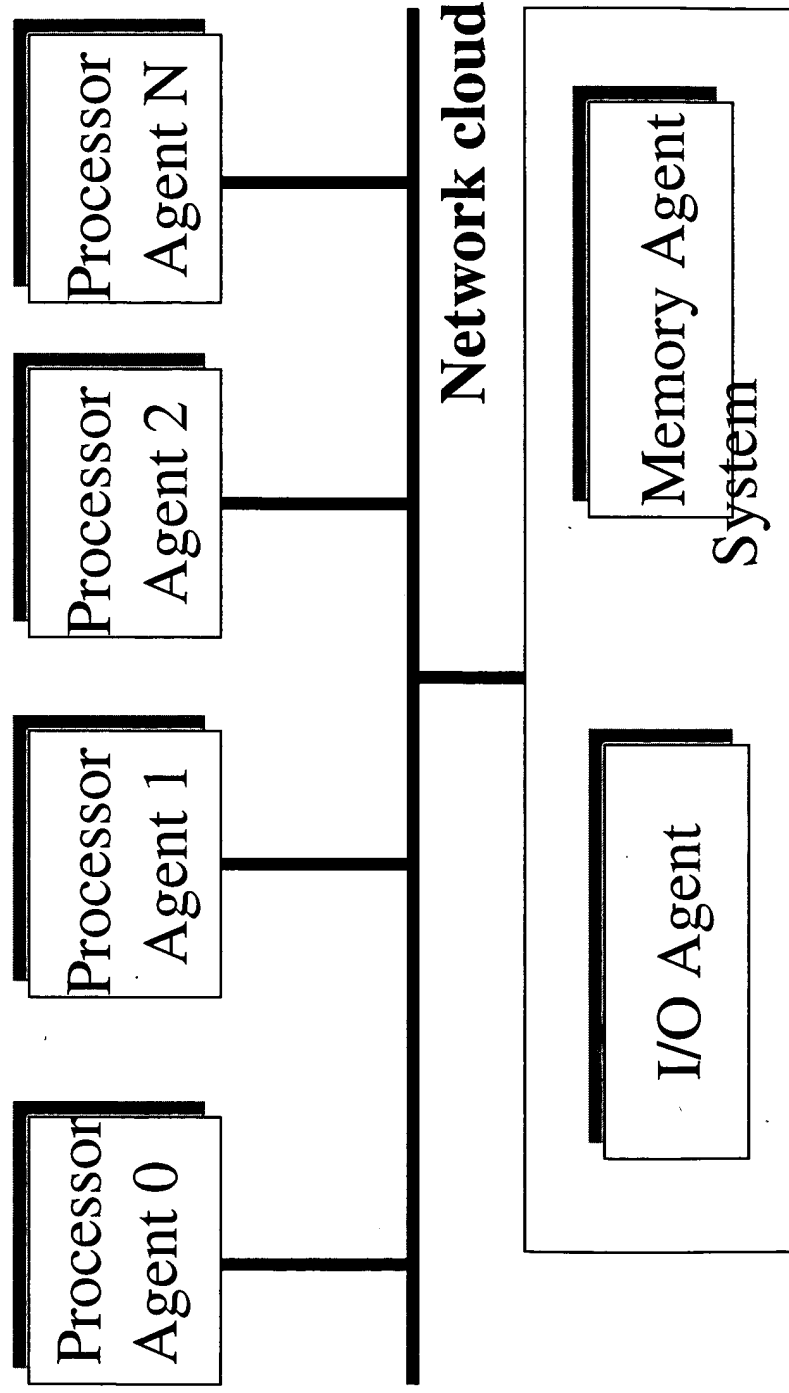 Processor
Agent 0
Processor
Agent 1
Processor
Agent 2
Processor
Agent N
Network cloud
I/O Agent
Memory Agent
System